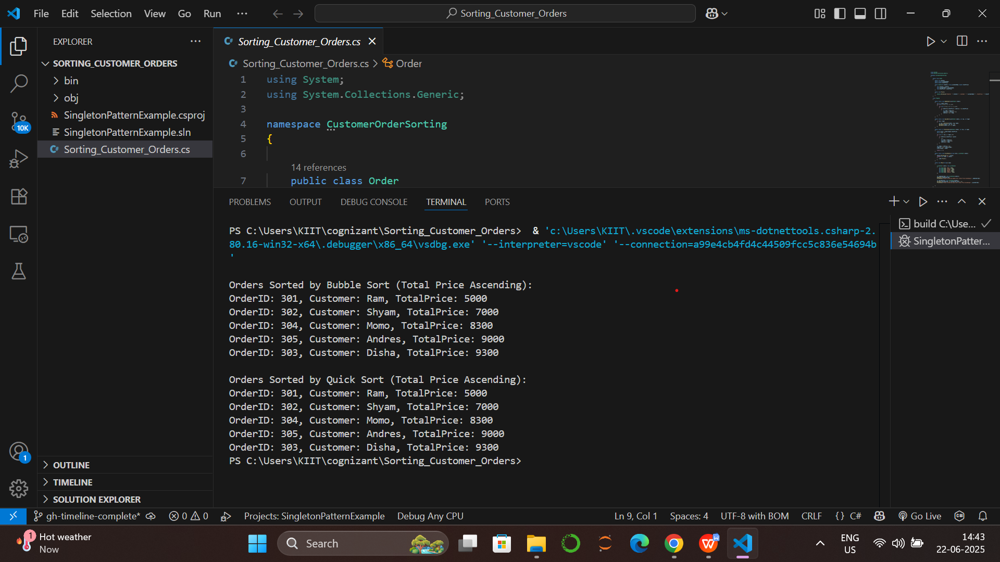 File Edit Selection View Go Run ··· Sorting_Customer_Orders
EXPLORER
SORTING_CUSTOMER_ORDERS
bin
obj
SingletonPatternExample.csproj
SingletonPatternExample.sln
C# Sorting_Customer_Orders.cs
10K
1
OUTLINE
TIMELINE
SOLUTION EXPLORER
C# Sorting_Customer_Orders.cs
C# Sorting_Customer_Orders.cs > Order
1 using System;
2 using System.Collections.Generic;
3
4 namespace CustomerOrderSorting
5 {
6
14 references
7 public class Order
PROBLEMS OUTPUT DEBUG CONSOLE TERMINAL PORTS
build C:\Use...
SingletonPatter...
PS C:\Users\KIIT\cognizant\Sorting_Customer_Orders> & 'c:\Users\KIIT\.vscode\extensions\ms-dotnettools.csharp-2.
80.16-win32-x64\.debugger\x86_64\vsdbg.exe' '--interpreter=vscode' '--connection=a99e4cb4fd4c44509fcc5c836e54694b
'
Orders Sorted by Bubble Sort (Total Price Ascending):
OrderID: 301, Customer: Ram, TotalPrice: 5000
OrderID: 302, Customer: Shyam, TotalPrice: 7000
OrderID: 304, Customer: Momo, TotalPrice: 8300
OrderID: 305, Customer: Andres, TotalPrice: 9000
OrderID: 303, Customer: Disha, TotalPrice: 9300
Orders Sorted by Quick Sort (Total Price Ascending):
OrderID: 301, Customer: Ram, TotalPrice: 5000
OrderID: 302, Customer: Shyam, TotalPrice: 7000
OrderID: 304, Customer: Momo, TotalPrice: 8300
OrderID: 305, Customer: Andres, TotalPrice: 9000
OrderID: 303, Customer: Disha, TotalPrice: 9300
PS C:\Users\KIIT\cognizant\Sorting_Customer_Orders>
gh-timeline-complete* 0 0 Projects: SingletonPatternExample Debug Any CPU Ln 9, Col 1 Spaces: 4 UTF-8 with BOM CRLF {} C# Go Live
1
Hot weather
Now
Search
W
ENG
US
14:43
22-06-2025